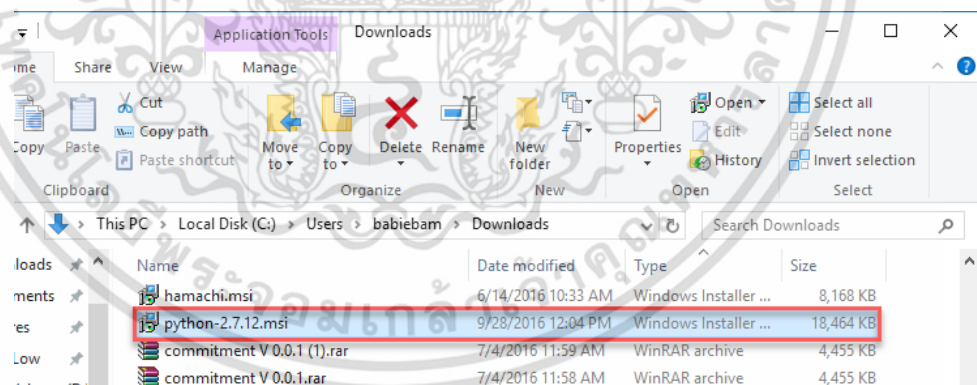 Application Tools Downloads
ome Share View Manage
Copy Paste Cut Copy path Paste shortcut Move to Copy to Delete Rename New folder Properties Open Edit History Select all Select none Invert selection
Clipboard Organize New Open Select
This PC > Local Disk (C:) > Users > babiebam > Downloads Search Downloads
loads Name Date modified Type Size
ments hamachi.msi 6/14/2016 10:33 AM Windows Installer ... 8,168 KB
res python-2.7.12.msi 9/28/2016 12:04 PM Windows Installer ... 18,464 KB
Low commitment V 0.0.1 (1).rar 7/4/2016 11:59 AM WinRAR archive 4,455 KB
commitment V 0.0.1.rar 7/4/2016 11:58 AM WinRAR archive 4,455 KB